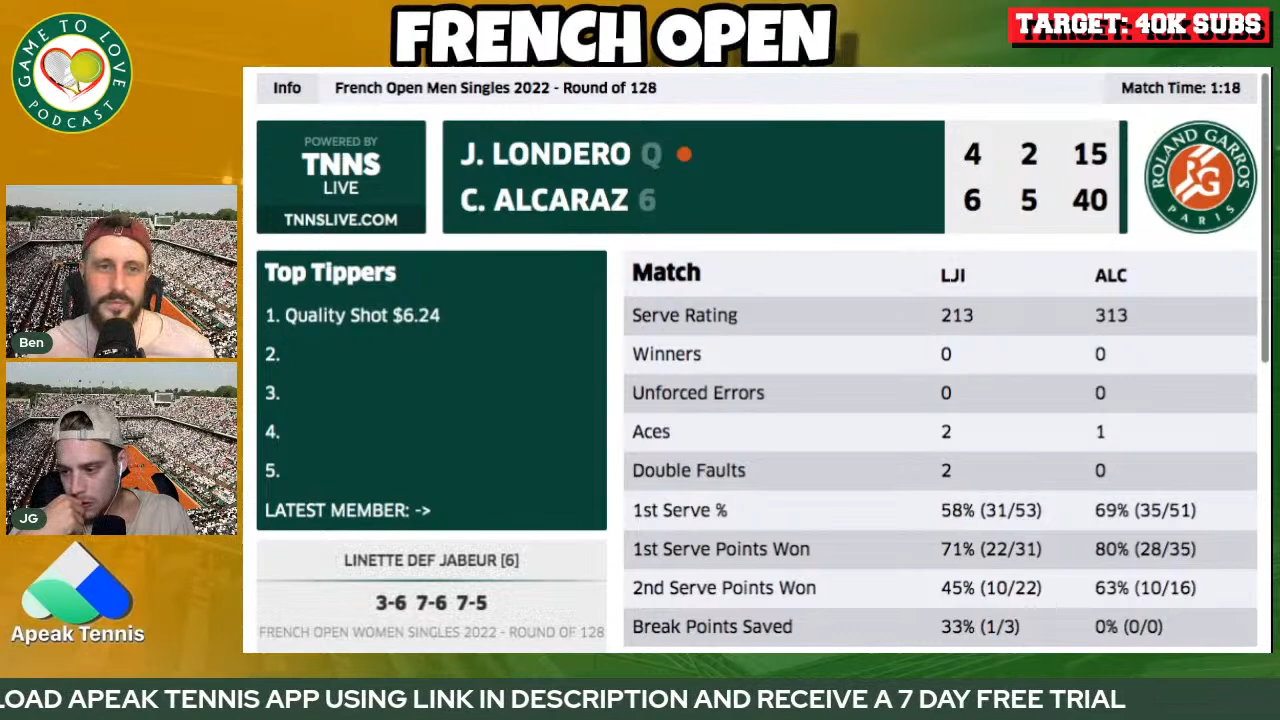 FRENCH OPEN
TARGET: 40K SUBS
GAME TO LOVE
PODCAST
Info
French Open Men Singles 2022 - Round of 128
Match Time: 1:18
POWERED BY
TNNS
LIVE
TNNSLIVE.COM
J. LONDERO Q 4 2 15
C. ALCARAZ 6 6 5 40
ROLAND GARROS
RG
PARIS
Ben
JG
Apeak Tennis
Top Tippers
1. Quality Shot $6.24
2.
3.
4.
5.
LATEST MEMBER: ->
LINETTE DEF JABEUR [6]
3-6 7-6 7-5
FRENCH OPEN WOMEN SINGLES 2022 - ROUND OF 128
Match LJI ALC
Serve Rating 213 313
Winners 0 0
Unforced Errors 0 0
Aces 2 1
Double Faults 2 0
1st Serve % 58% (31/53) 69% (35/51)
1st Serve Points Won 71% (22/31) 80% (28/35)
2nd Serve Points Won 45% (10/22) 63% (10/16)
Break Points Saved 33% (1/3) 0% (0/0)
LOAD APEAK TENNIS APP USING LINK IN DESCRIPTION AND RECEIVE A 7 DAY FREE TRIAL